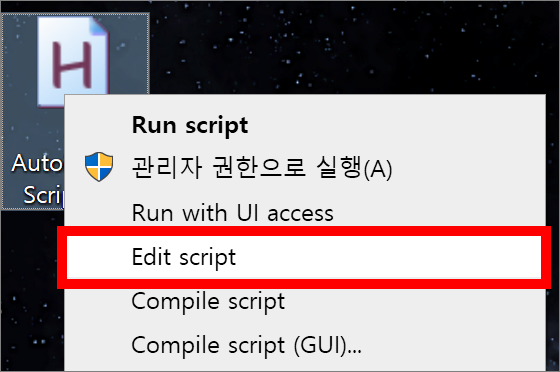 H
Auto
Scri
Run script
관리자 권한으로 실행(A)
Run with UI access
Edit script
Compile script
Compile script (GUI)...